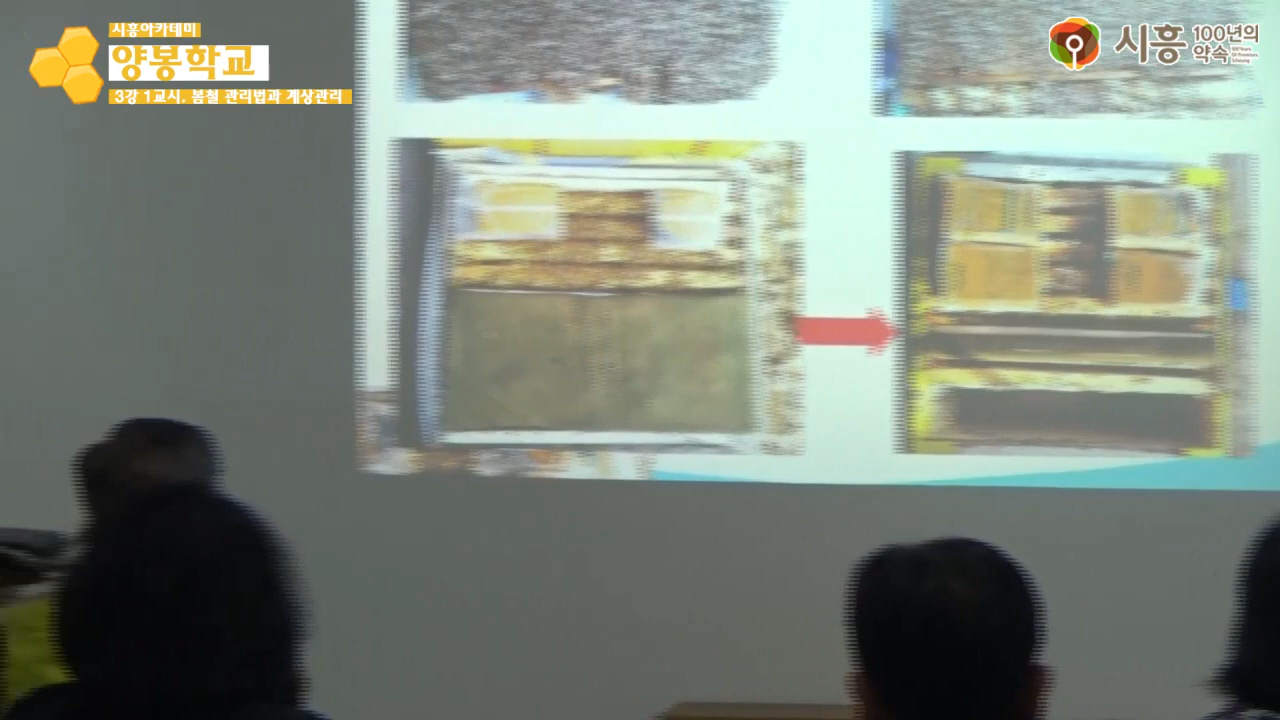 시흥아카데미
양봉학교
3강 1교시. 봄철 관리법과 계상관리
시흥
100년의
약속